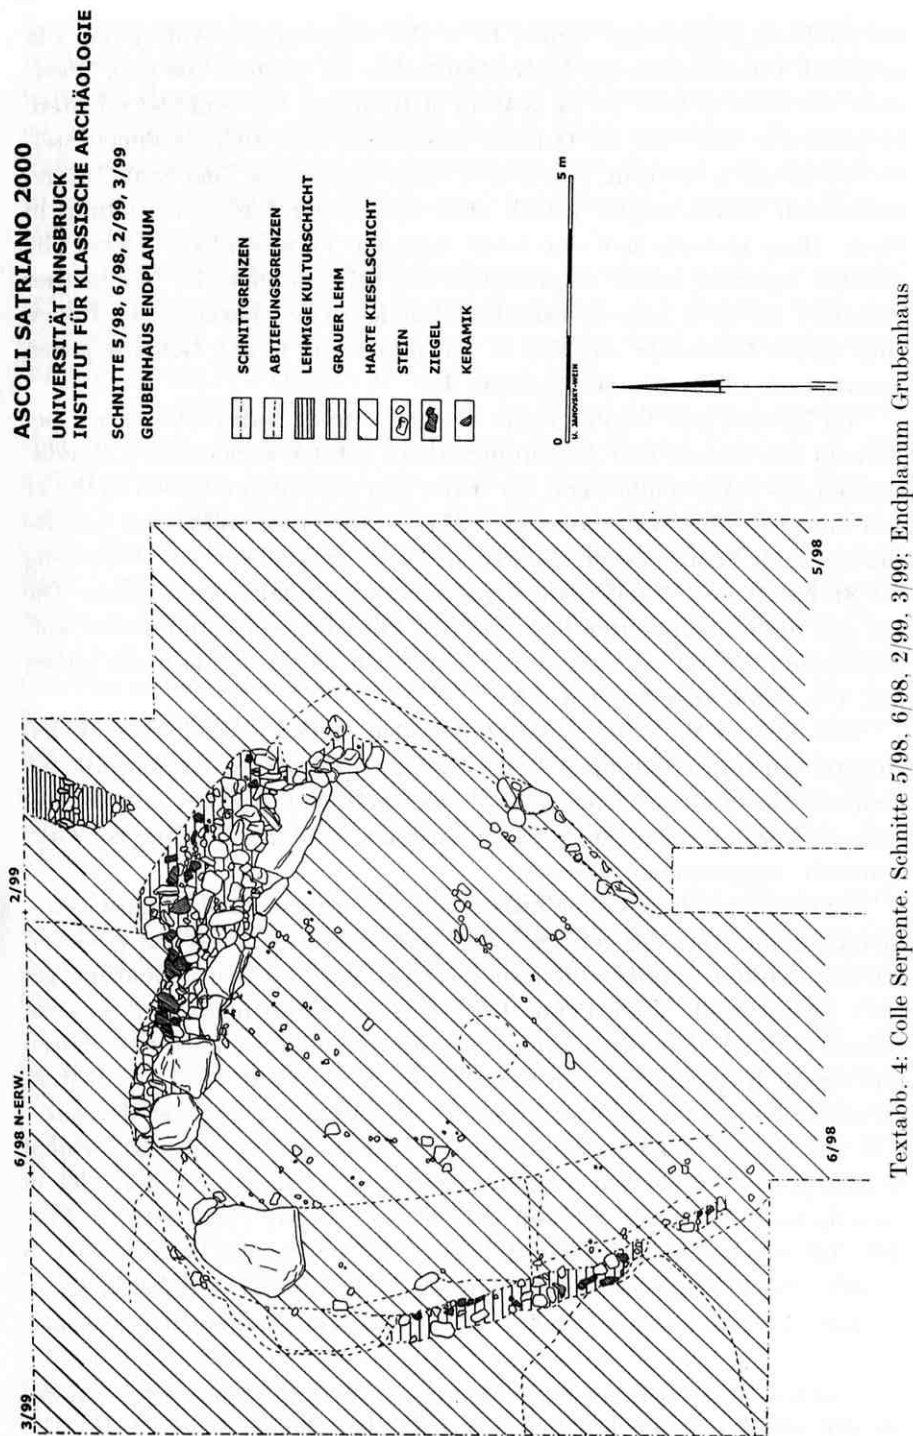 ASCOLI SATRIANO 2000
UNIVERSITÄT INNSBRUCK
INSTITUT FÜR KLASSISCHE ARCHÄOLOGIE
SCHNITTE 5/98, 6/98, 2/99, 3/99
GRUBENHAUS ENDPLANUM
SCHNITTGRENZEN
ABTIEFUNGSGRENZEN
LEHMIGE KULTURSCHICHT
GRAUER LEHM
HARTE KIESELSCHICHT
STEIN
ZIEGEL
KERAMIK
0
5 m
3/99
6/98 N-ERW.
2/99
6/98
5/98
Textabb. 4: Colle Serpente. Schnitte 5/98, 6/98, 2/99, 3/99; Endplanum Grubenhaus